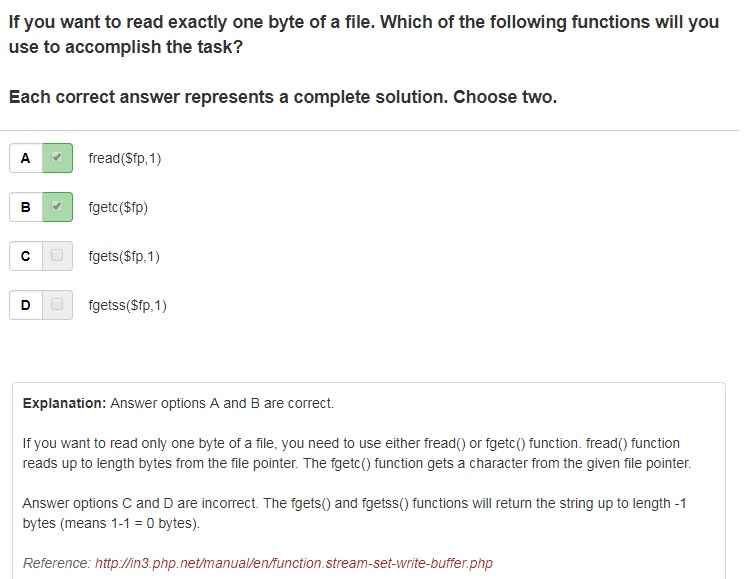 If you want to read exactly one byte of a file. Which of the following functions will you
use to accomplish the task?
Each correct answer represents a complete solution. Choose two.
A fread($fp,1)
B fgetc($fp)
C fgets($fp,1)
D fgetss($fp,1)
Explanation: Answer options A and B are correct.
If you want to read only one byte of a file, you need to use either fread() or fgetc() function. fread() function
reads up to length bytes from the file pointer. The fgetc() function gets a character from the given file pointer.
Answer options C and D are incorrect. The fgets() and fgetss() functions will return the string up to length -1
bytes (means 1-1 = 0 bytes).
Reference: http://in3.php.net/manual/en/function.stream-set-write-buffer.php